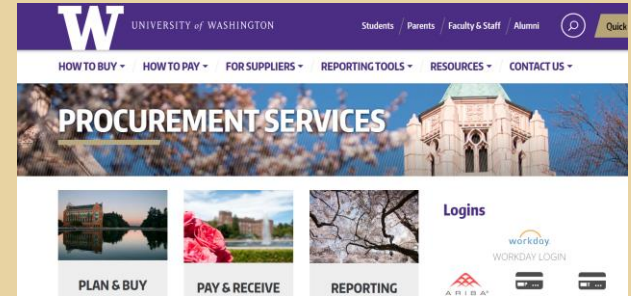 W UNIVERSITY of WASHINGTON Students / Parents / Faculty & Staff / Alumni Quick
HOW TO BUY HOW TO PAY FOR SUPPLIERS REPORTING TOOLS RESOURCES CONTACT US
PROCUREMENT SERVICES
Logins
workday
WORKDAY LOGIN
PLAN & BUY PAY & RECEIVE REPORTING
ARIBA